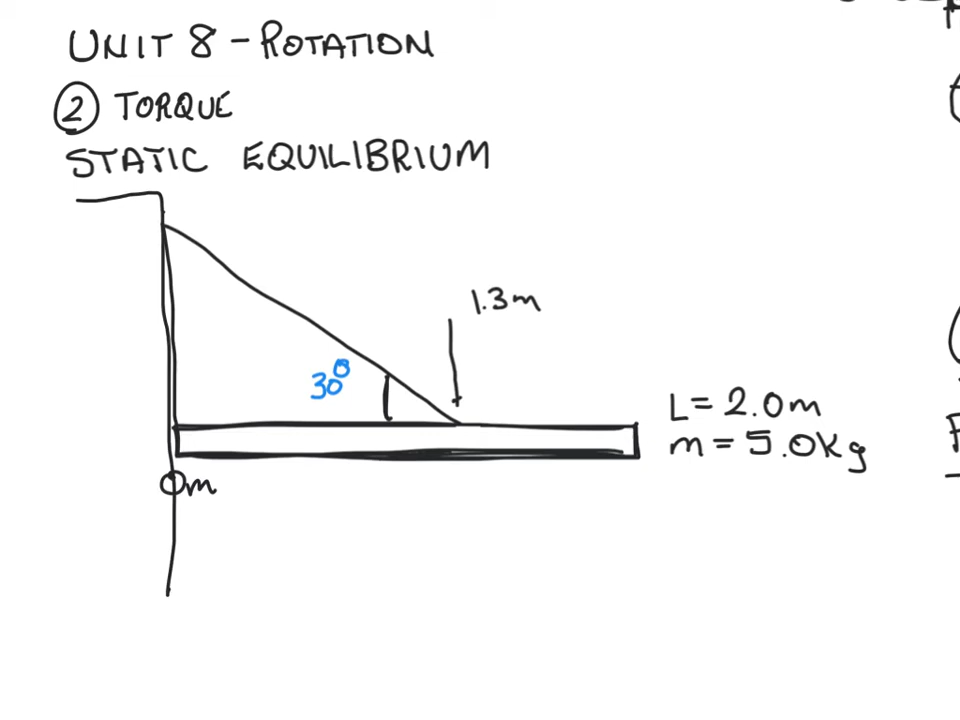 UNIT 8 - ROTATION
2 TORQUE
STATIC EQUILIBRIUM
1.3m
30°
L = 2.0m
m = 5.0kg
0m